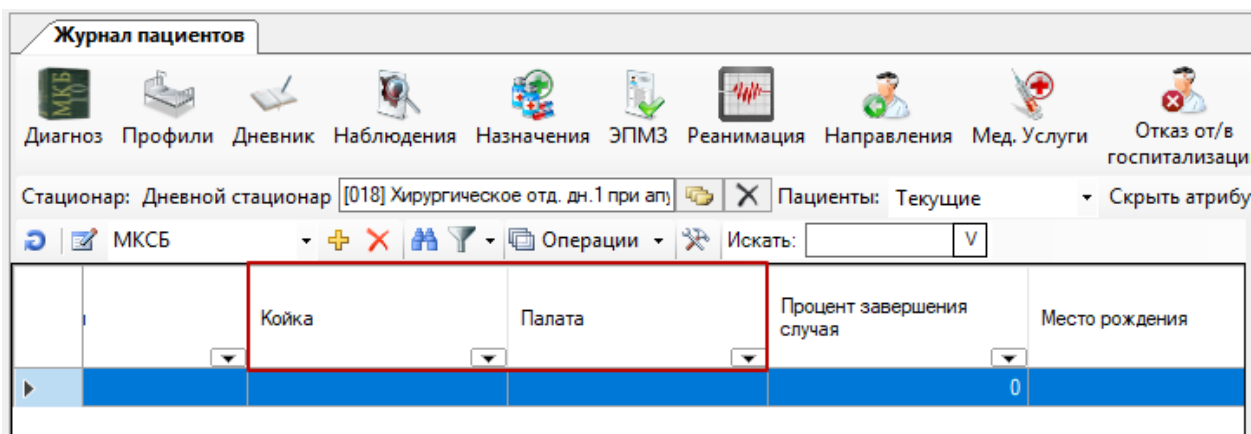 Журнал пациентов
МКБ 10
Диагноз Профили Дневник Наблюдения Назначения ЭПМЗ Реанимация Направления Мед. Услуги Отказ от/в
госпитализаци
Стационар: Дневной стационар [018] Хирургическое отд. дн.1 при апу Пациенты: Текущие Скрыть атрибу
МКСБ Операции Искать: V
Койка Палата Процент завершения
случая Место рождения
0